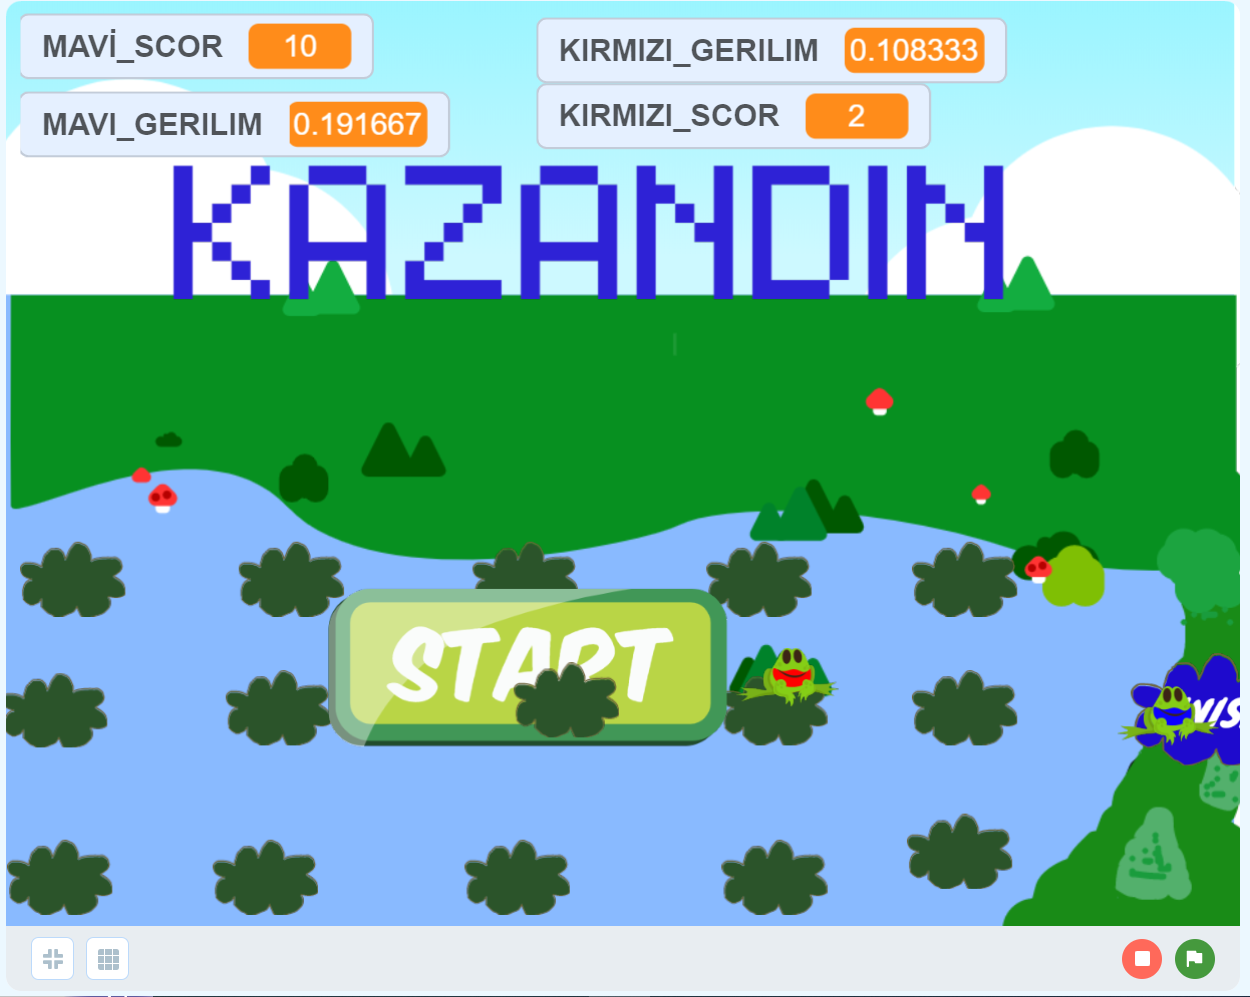 MAVİ_SCOR 10
MAVI_GERILIM 0.191667
KIRMIZI_GERILIM 0.108333
KIRMIZI_SCOR 2
KAZANDIN
START